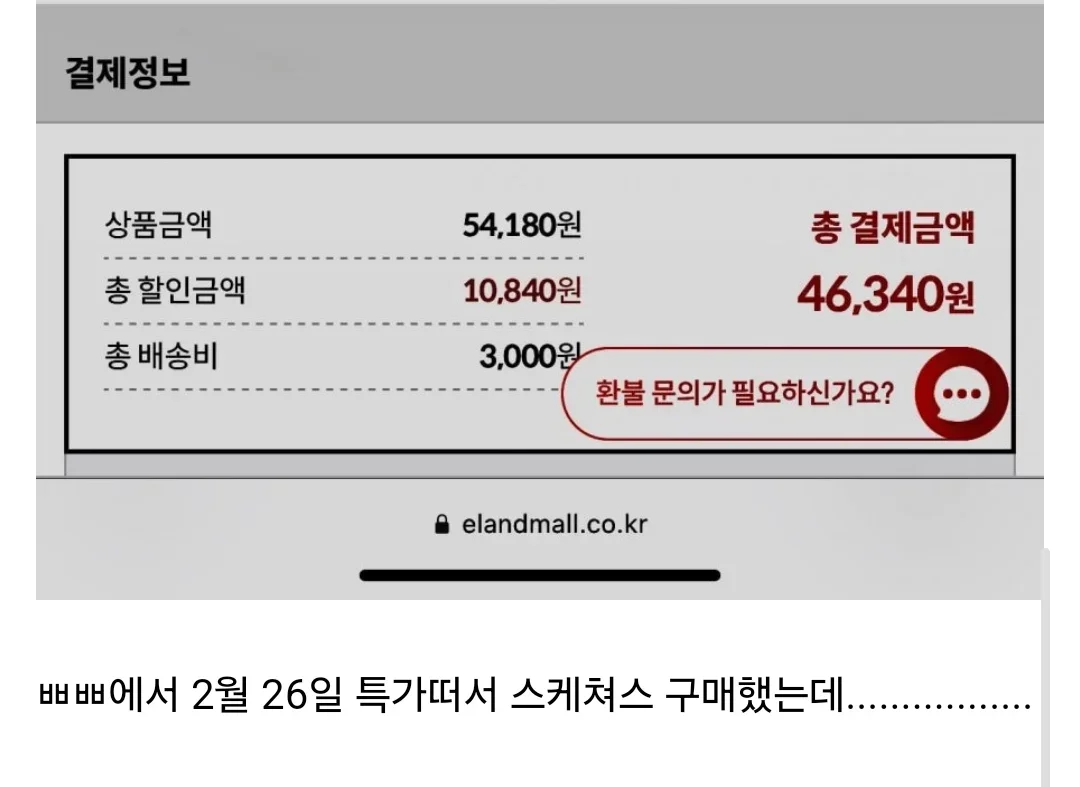 결제정보
상품금액 54,180원
총 할인금액 10,840원
총 배송비 3,000원
총 결제금액
46,340원
환불 문의가 필요하신가요?
elandmall.co.kr
ㅃㅃ에서 2월 26일 특가떠서 스케쳐스 구매했는데.................